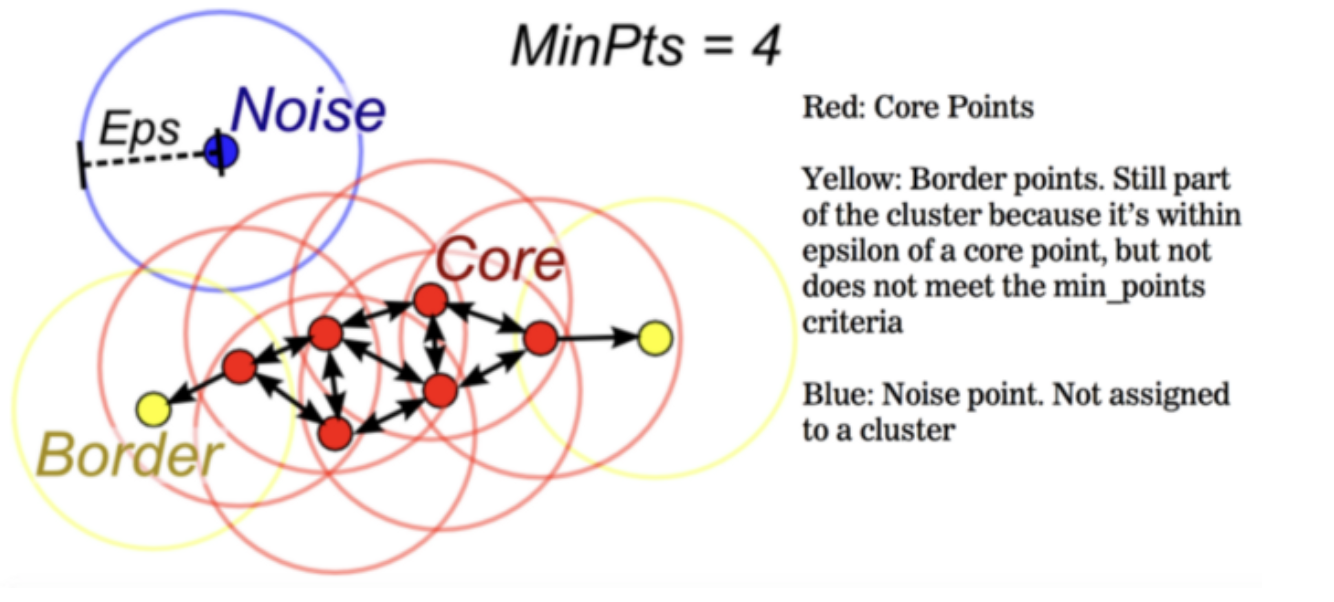 MinPts = 4
Noise
Eps
Core
Border
Red: Core Points
Yellow: Border points. Still part
of the cluster because it’s within
epsilon of a core point, but not
does not meet the min_points
criteria
Blue: Noise point. Not assigned
to a cluster